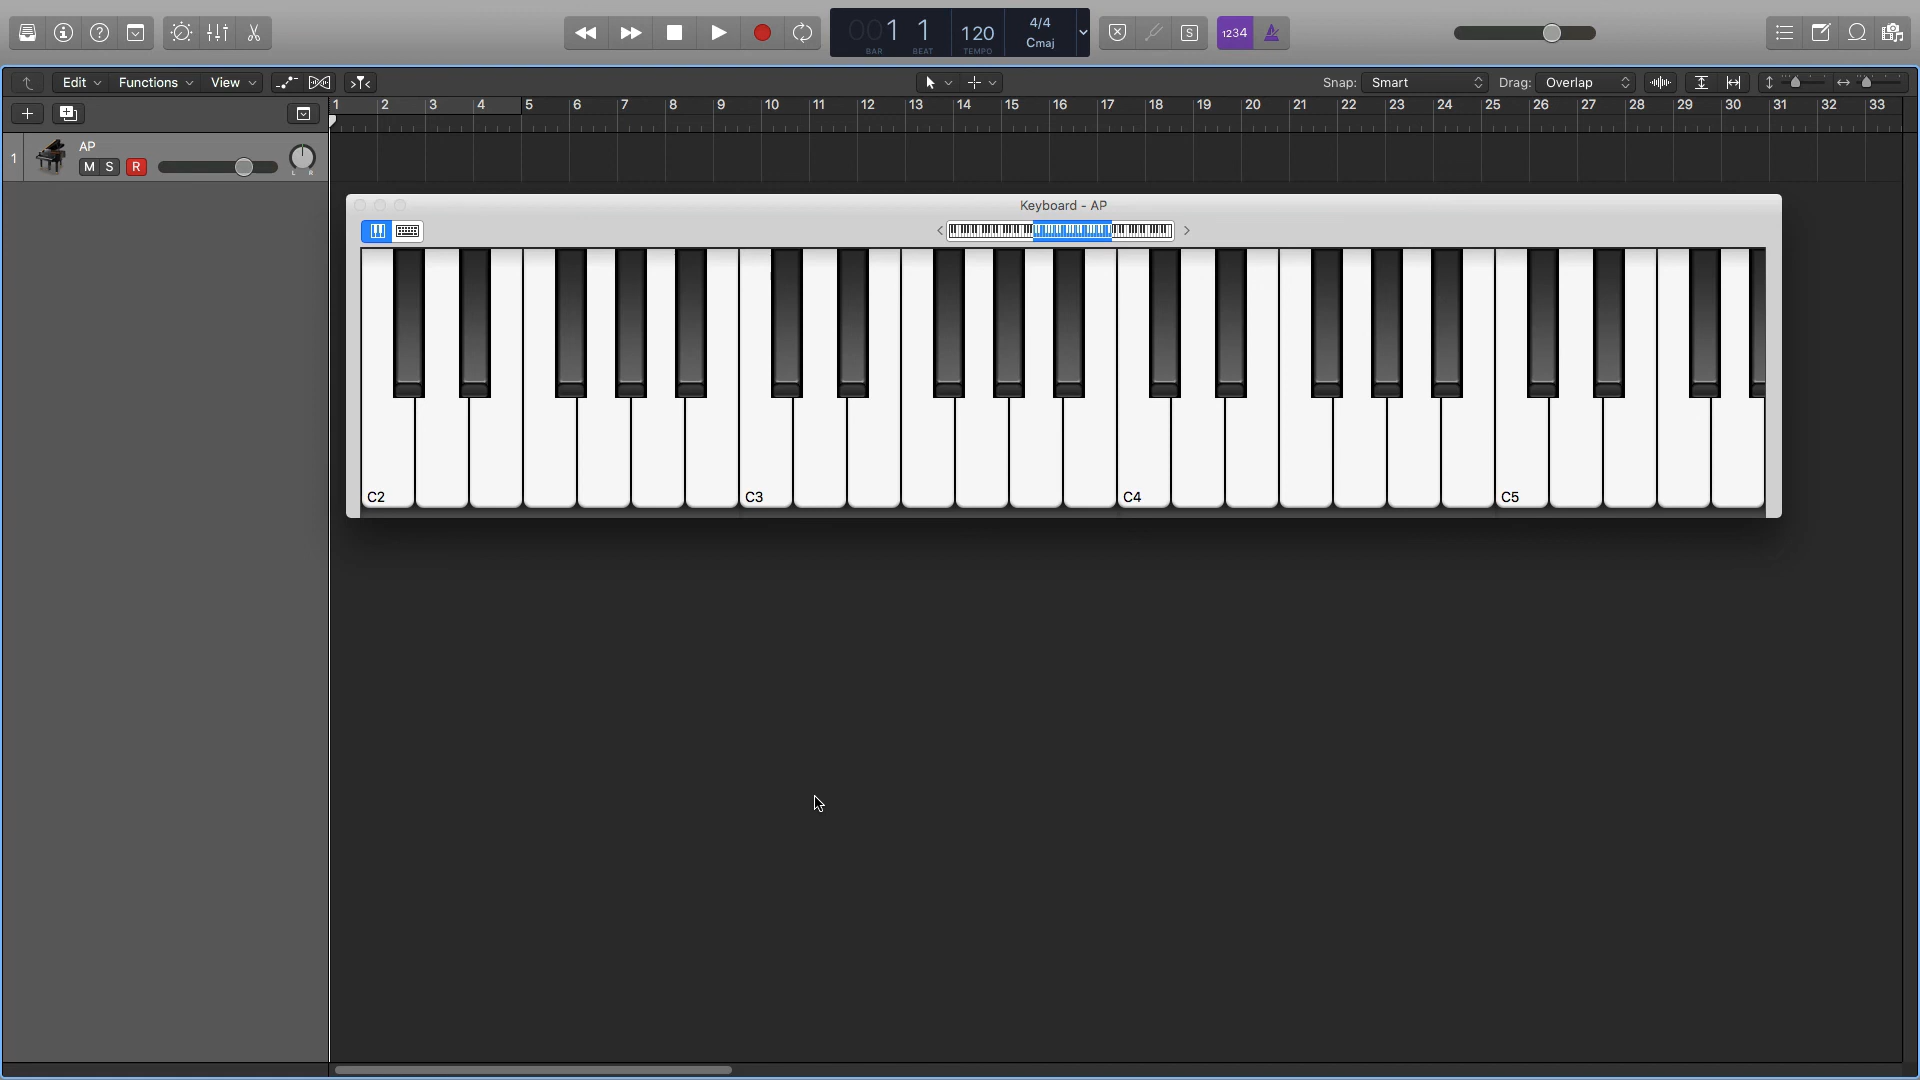 001 1 120 4/4
Cmaj
BAR BEAT TEMPO
S
1234
Edit Functions View Snap: Smart Drag: Overlap
1 2 3 4 5 6 7 8 9 10 11 12 13 14 15 16 17 18 19 20 21 22 23 24 25 26 27 28 29 30 31 32 33
1 AP
M S R
L R
Keyboard - AP
C2 C3 C4 C5